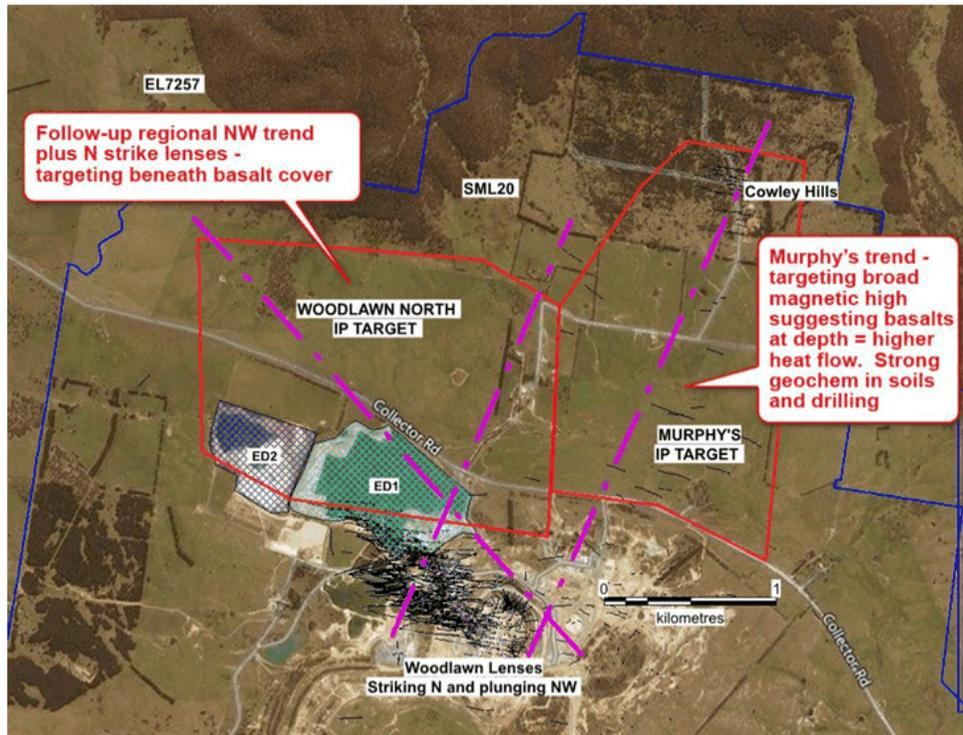 EL7257
Follow-up regional NW trend
plus N strike lenses -
targeting beneath basalt cover
SML20
Cowley Hills
Murphy's trend -
targeting broad
magnetic high
suggesting basalts
at depth = higher
heat flow. Strong
geochem in soils
and drilling
WOODLAWN NORTH
IP TARGET
Collector Rd
MURPHY'S
IP TARGET
ED2
ED1
0 1
kilometres
Collector Rd
Woodlawn Lenses
Striking N and plunging NW